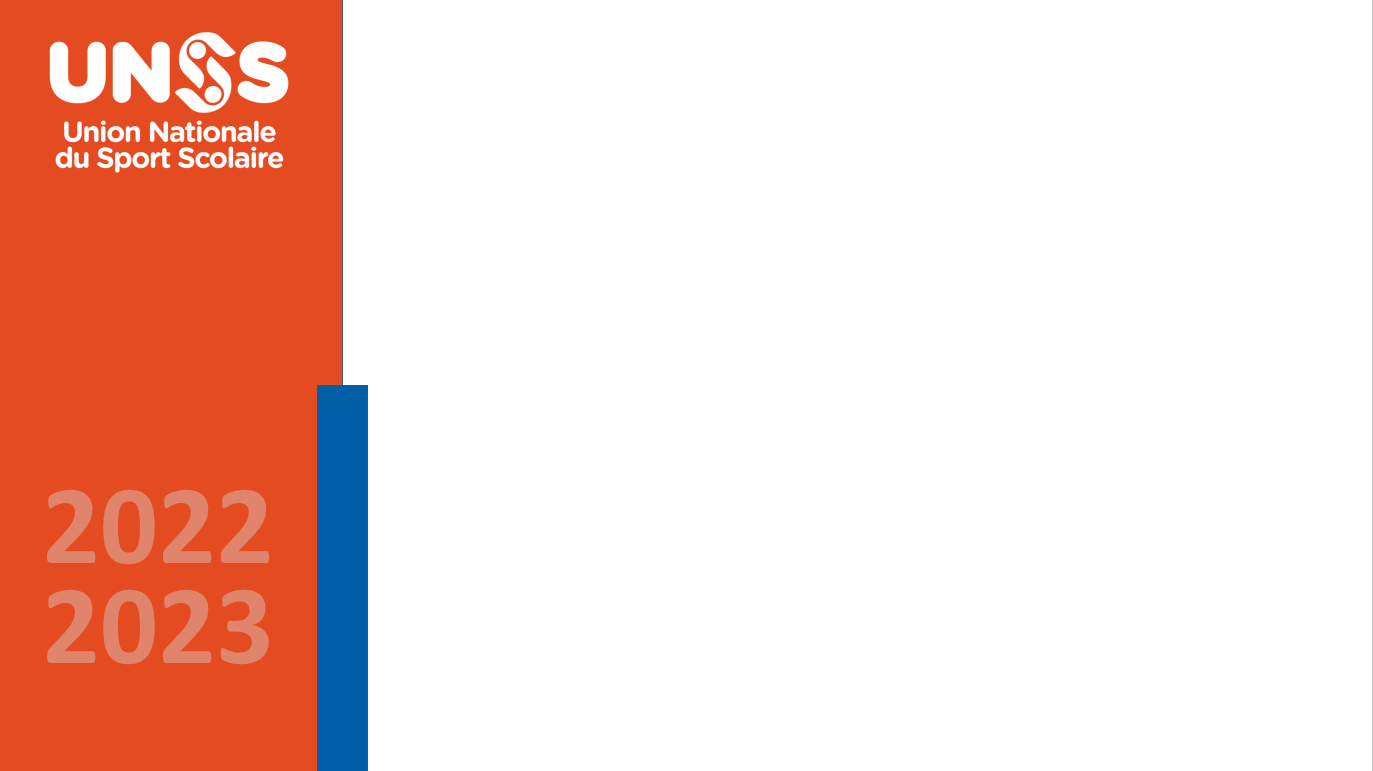 UNSS
Union Nationale
du Sport Scolaire
2022
2023